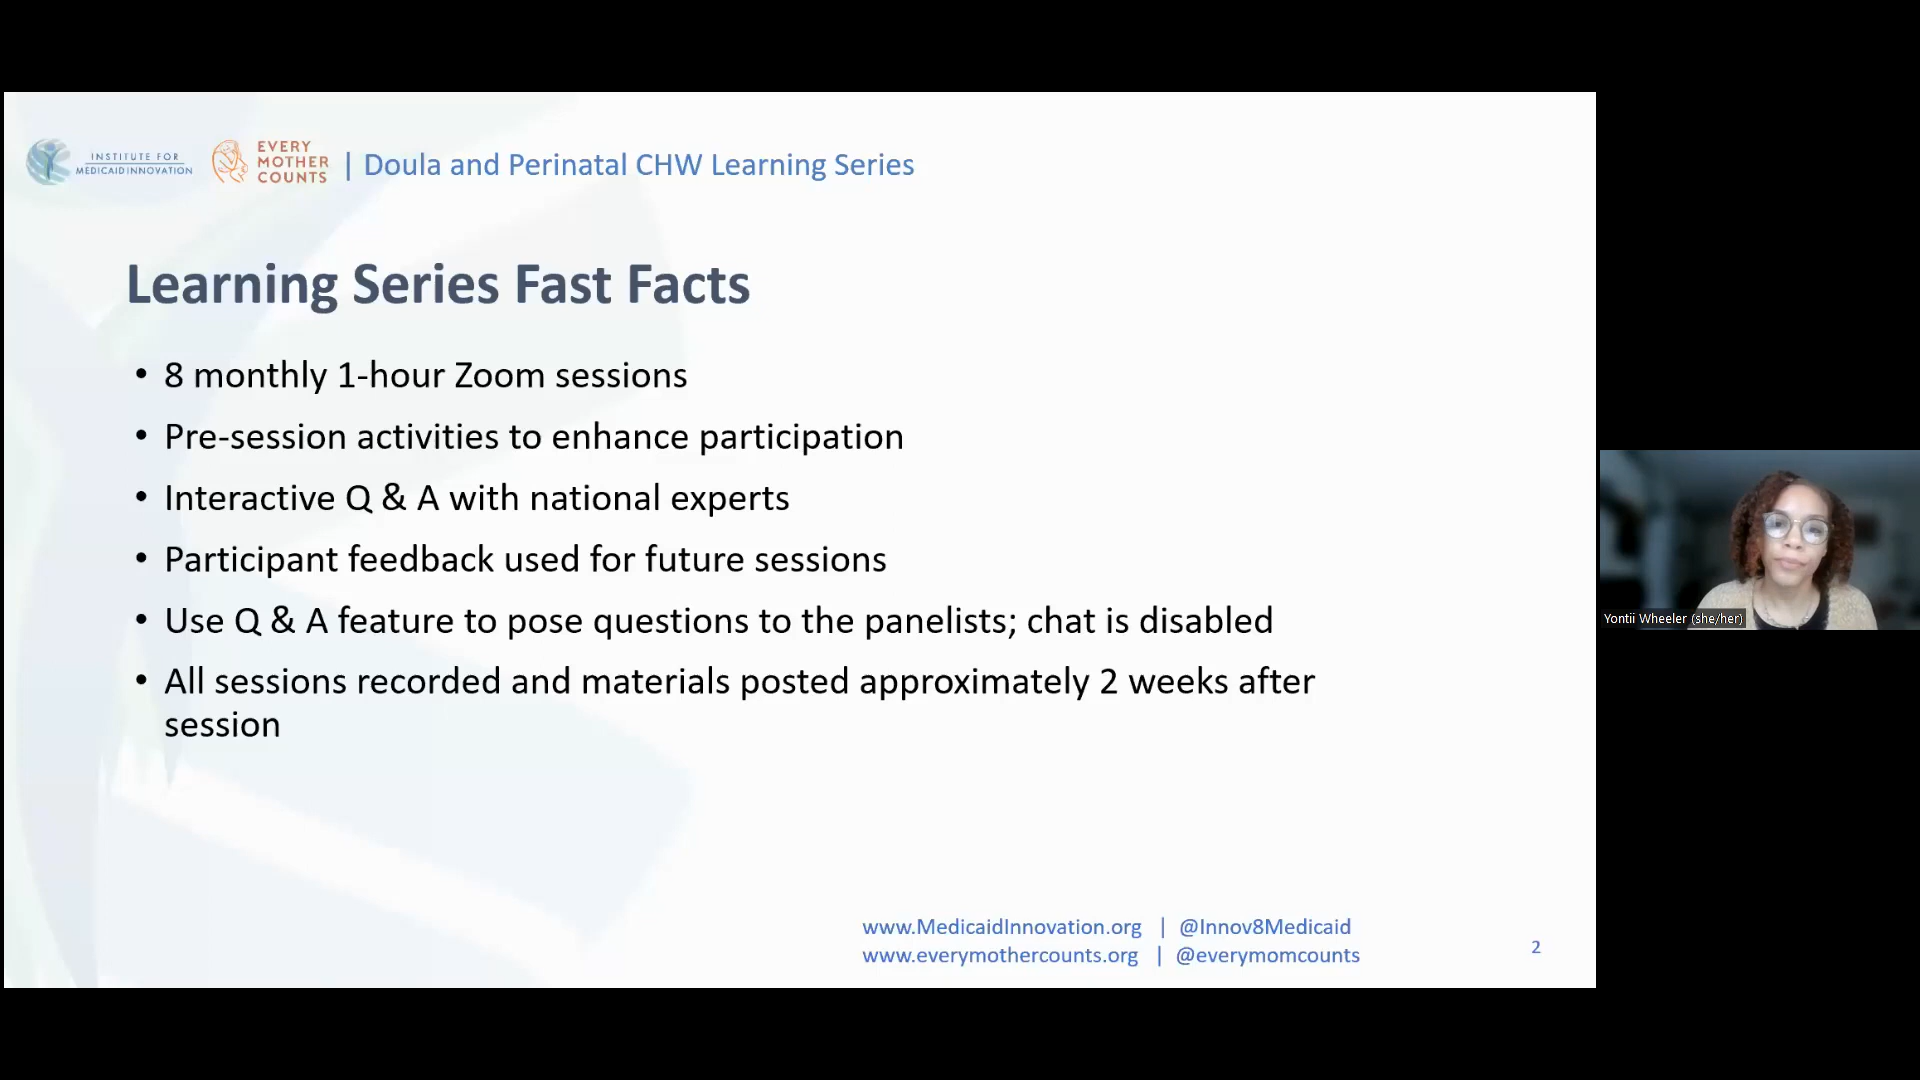 INSTITUTE FOR
MEDICAID INNOVATION
EVERY
MOTHER
COUNTS
| Doula and Perinatal CHW Learning Series
Learning Series Fast Facts
• 8 monthly 1-hour Zoom sessions
• Pre-session activities to enhance participation
• Interactive Q & A with national experts
• Participant feedback used for future sessions
• Use Q & A feature to pose questions to the panelists; chat is disabled
• All sessions recorded and materials posted approximately 2 weeks after
session
Yontii Wheeler (she/her)
www.MedicaidInnovation.org | @Innov8Medicaid
www.everymothercounts.org | @everymomcounts
2